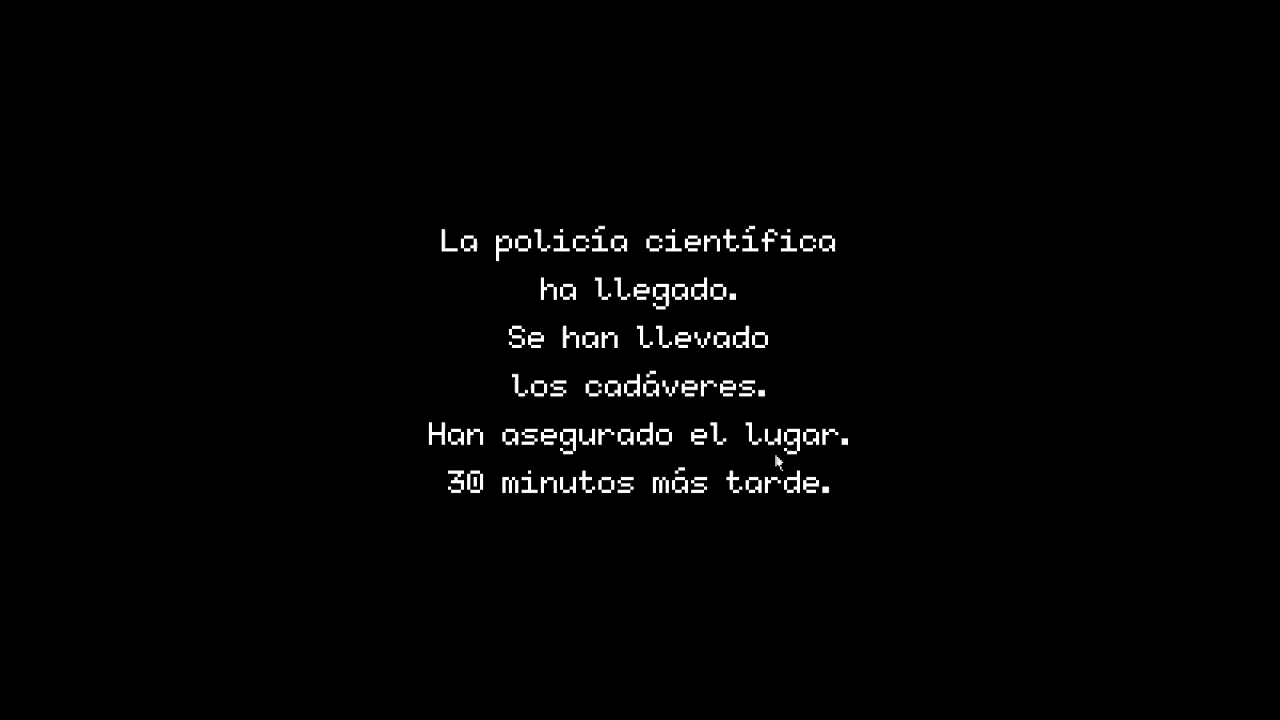 La policía científica
ha llegado.
Se han llevado
los cadáveres.
Han asegurado el lugar.
30 minutos más tarde.